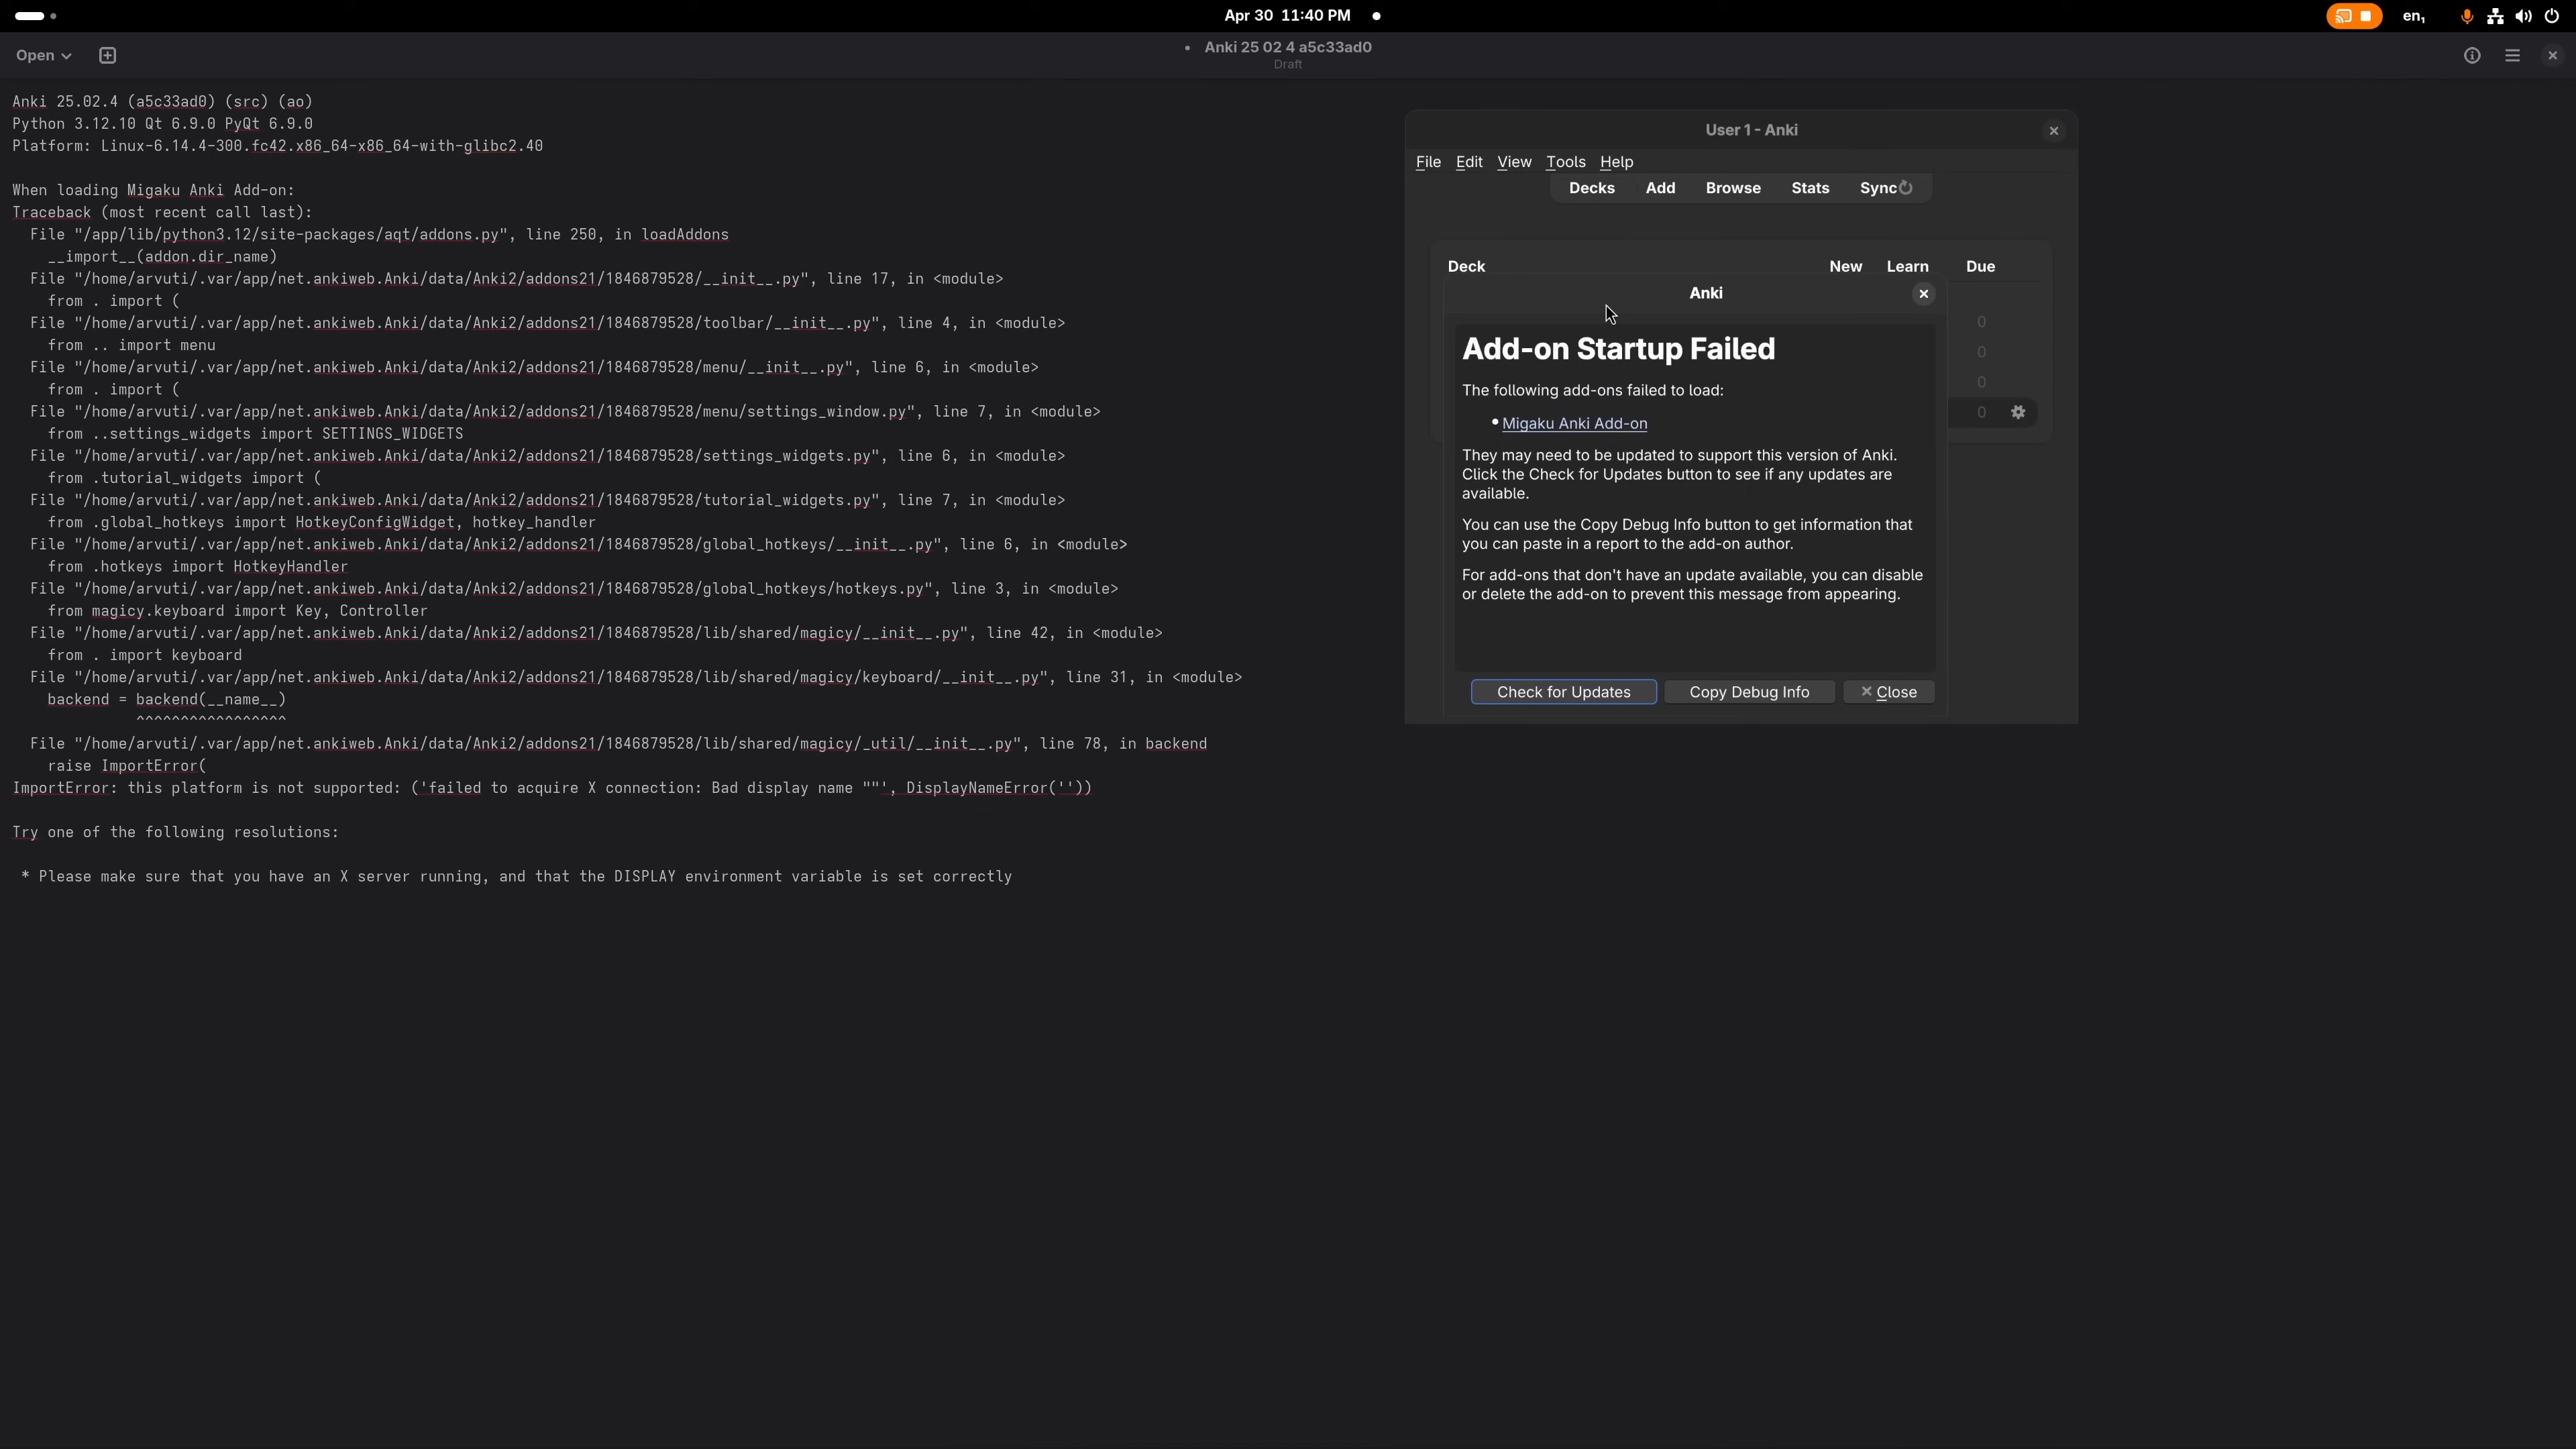 Apr 30 11:40 PM
en₁
Open
Anki 25 02 4 a5c33ad0
Draft
Anki 25.02.4 (a5c33ad0) (src) (ao)
Python 3.12.10 Qt 6.9.0 PyQt 6.9.0
Platform: Linux-6.14.4-300.fc42.x86_64-x86_64-with-glibc2.40
When loading Migaku Anki Add-on:
Traceback (most recent call last):
File "/app/lib/python3.12/site-packages/aqt/addons.py", line 250, in loadAddons
__import__(addon.dir_name)
File "/home/arvuti/.var/app/net.ankiweb.Anki/data/Anki2/addons21/1846879528/__init__.py", line 17, in <module>
from . import (
File "/home/arvuti/.var/app/net.ankiweb.Anki/data/Anki2/addons21/1846879528/toolbar/__init__.py", line 4, in <module>
from .. import menu
File "/home/arvuti/.var/app/net.ankiweb.Anki/data/Anki2/addons21/1846879528/menu/__init__.py", line 6, in <module>
from . import (
File "/home/arvuti/.var/app/net.ankiweb.Anki/data/Anki2/addons21/1846879528/menu/settings_window.py", line 7, in <module>
from ..settings_widgets import SETTINGS_WIDGETS
File "/home/arvuti/.var/app/net.ankiweb.Anki/data/Anki2/addons21/1846879528/settings_widgets.py", line 6, in <module>
from .tutorial_widgets import (
File "/home/arvuti/.var/app/net.ankiweb.Anki/data/Anki2/addons21/1846879528/tutorial_widgets.py", line 7, in <module>
from .global_hotkeys import HotkeyConfigWidget, hotkey_handler
File "/home/arvuti/.var/app/net.ankiweb.Anki/data/Anki2/addons21/1846879528/global_hotkeys/__init__.py", line 6, in <module>
from .hotkeys import HotkeyHandler
File "/home/arvuti/.var/app/net.ankiweb.Anki/data/Anki2/addons21/1846879528/global_hotkeys/hotkeys.py", line 3, in <module>
from magicy.keyboard import Key, Controller
File "/home/arvuti/.var/app/net.ankiweb.Anki/data/Anki2/addons21/1846879528/lib/shared/magicy/__init__.py", line 42, in <module>
from . import keyboard
File "/home/arvuti/.var/app/net.ankiweb.Anki/data/Anki2/addons21/1846879528/lib/shared/magicy/keyboard/__init__.py", line 31, in <module>
backend = backend(__name__)
^^^^^^^^^^^^^^^^^
File "/home/arvuti/.var/app/net.ankiweb.Anki/data/Anki2/addons21/1846879528/lib/shared/magicy/_util/__init__.py", line 78, in backend
raise ImportError(
ImportError: this platform is not supported: ('failed to acquire X connection: Bad display name ""', DisplayNameError(''))
Try one of the following resolutions:
* Please make sure that you have an X server running, and that the DISPLAY environment variable is set correctly
User 1 - Anki
File Edit View Tools Help
Decks Add Browse Stats Sync
Deck New Learn Due
0
0
0
0
Anki
Add-on Startup Failed
The following add-ons failed to load:
• Migaku Anki Add-on
They may need to be updated to support this version of Anki.
Click the Check for Updates button to see if any updates are
available.
You can use the Copy Debug Info button to get information that
you can paste in a report to the add-on author.
For add-ons that don't have an update available, you can disable
or delete the add-on to prevent this message from appearing.
Check for Updates Copy Debug Info Close